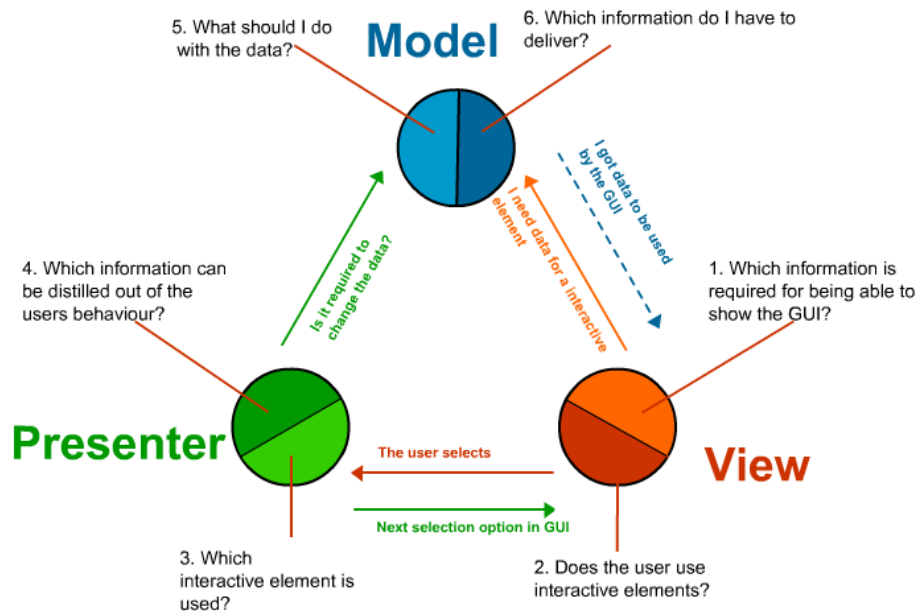 5. What should I do
with the data?
Model
6. Which information do I have to
deliver?
I got data to be used
by the GUI
I need data for a interactive
element
Is it required to
change the data?
4. Which information can
be distilled out of the
users behaviour?
1. Which information is
required for being able to
show the GUI?
Presenter
The user selects
View
Next selection option in GUI
3. Which
interactive element is
used?
2. Does the user use
interactive elements?